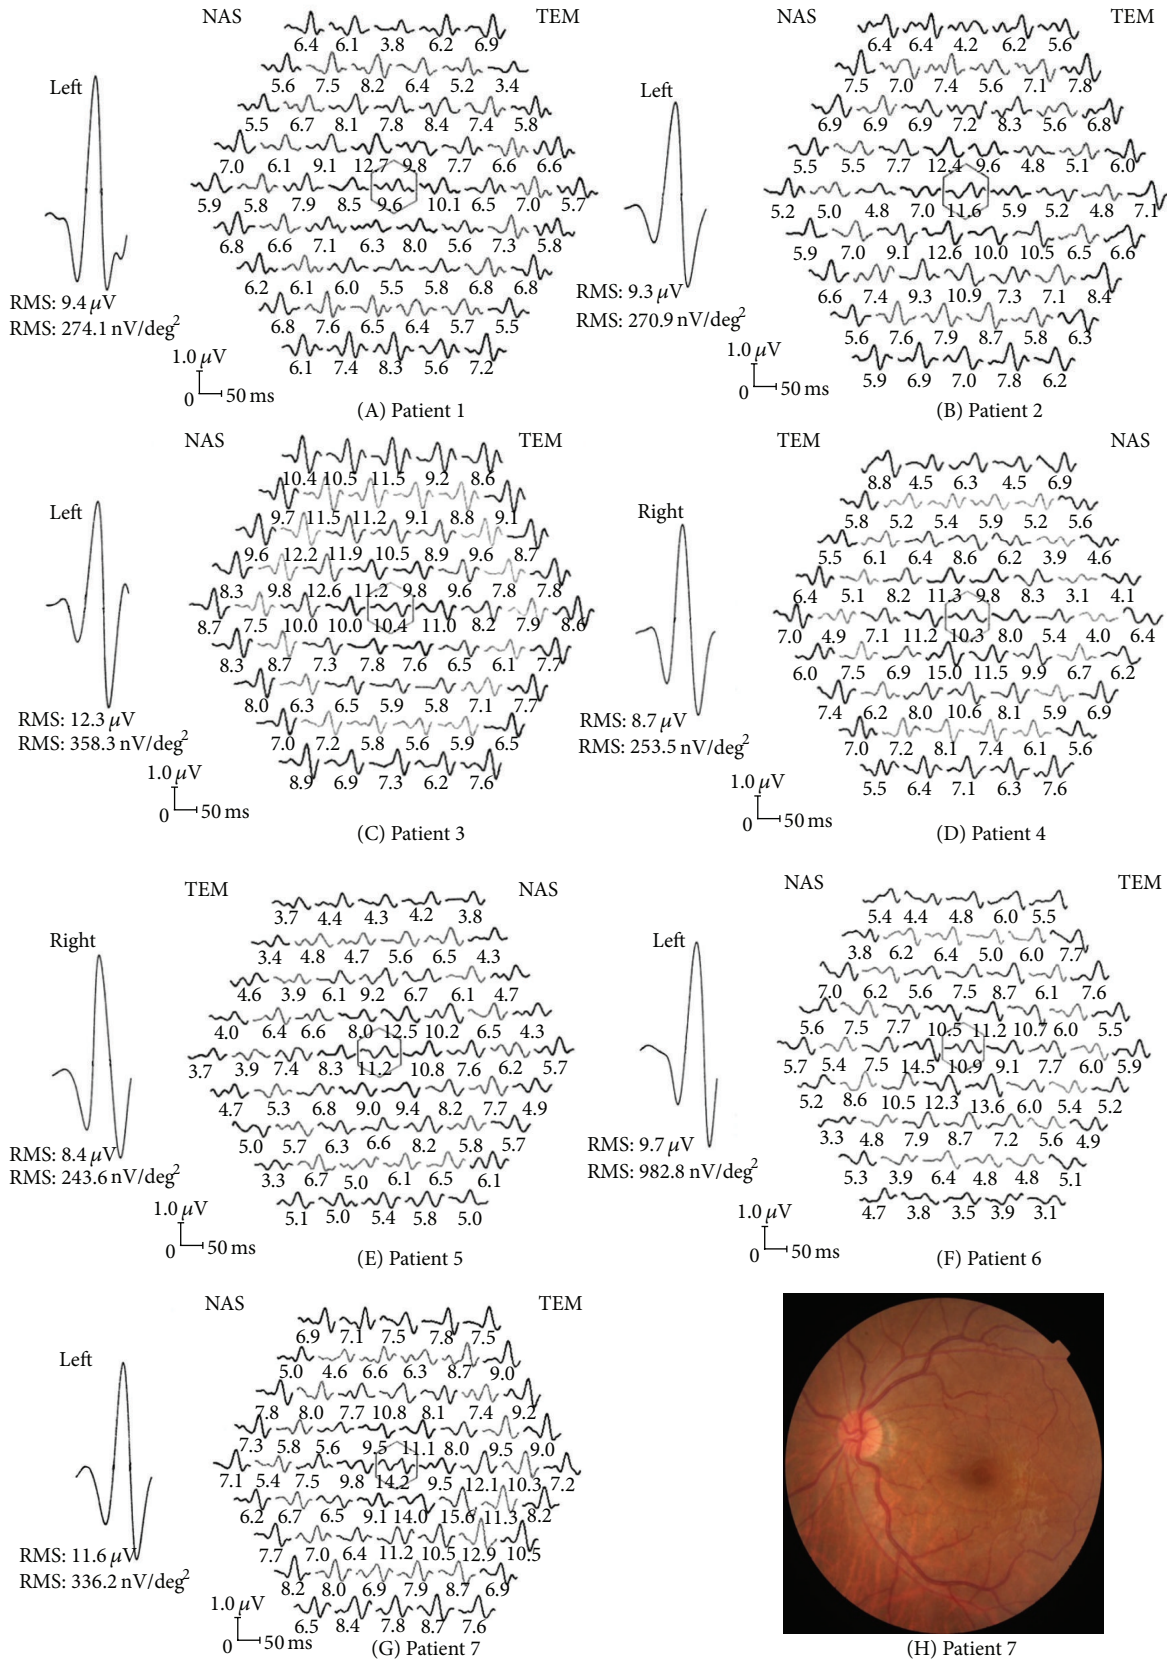 NAS TEM
6.4 6.1 3.8 6.2 6.9
5.6 7.5 8.2 6.4 5.2 3.4
Left
5.5 6.7 8.1 7.8 8.4 7.4 5.8
7.0 6.1 9.1 12.7 9.8 7.7 6.6 6.6
5.9 5.8 7.9 8.5 9.6 10.1 6.5 7.0 5.7
6.8 6.6 7.1 6.3 8.0 5.6 7.3 5.8
6.2 6.1 6.0 5.5 5.8 6.8 6.8
6.8 7.6 6.5 6.4 5.7 5.5
6.1 7.4 8.3 5.6 7.2
RMS: 9.4 μV
RMS: 274.1 nV/deg²
1.0 μV
0 50 ms
(A) Patient 1
NAS TEM
6.4 6.4 4.2 6.2 5.6
7.5 7.0 7.4 5.6 7.1 7.8
Left
6.9 6.9 6.9 7.2 8.3 5.6 6.8
5.5 5.5 7.7 12.4 9.6 4.8 5.1 6.0
5.2 5.0 4.8 7.0 11.6 5.9 5.2 4.8 7.1
5.9 7.0 9.1 12.6 10.0 10.5 6.5 6.6
6.6 7.4 9.3 10.9 7.3 7.1 8.4
5.6 7.6 7.9 8.7 5.8 6.3
5.9 6.9 7.0 7.8 6.2
RMS: 9.3 μV
RMS: 270.9 nV/deg²
1.0 μV
0 50 ms
(B) Patient 2
NAS TEM
10.4 10.5 11.5 9.2 8.6
9.7 11.5 11.2 9.1 8.8 9.1
Left
9.6 12.2 11.9 10.5 8.9 9.6 8.7
8.3 9.8 12.6 11.2 9.8 9.6 7.8 7.8
8.7 7.5 10.0 10.0 10.4 11.0 8.2 7.9 8.6
8.3 8.7 7.3 7.8 7.6 6.5 6.1 7.7
8.0 6.3 6.5 5.9 5.8 7.1 7.7
7.0 7.2 5.8 5.6 5.9 6.5
8.9 6.9 7.3 6.2 7.6
RMS: 12.3 μV
RMS: 358.3 nV/deg²
1.0 μV
0 50 ms
(C) Patient 3
TEM NAS
8.8 4.5 6.3 4.5 6.9
5.8 5.2 5.4 5.9 5.2 5.6
Right
5.5 6.1 6.4 8.6 6.2 3.9 4.6
6.4 5.1 8.2 11.3 9.8 8.3 3.1 4.1
7.0 4.9 7.1 11.2 10.3 8.0 5.4 4.0 6.4
6.0 7.5 6.9 15.0 11.5 9.9 6.7 6.2
7.4 6.2 8.0 10.6 8.1 5.9 6.9
7.0 7.2 8.1 7.4 6.1 5.6
5.5 6.4 7.1 6.3 7.6
RMS: 8.7 μV
RMS: 253.5 nV/deg²
1.0 μV
0 50 ms
(D) Patient 4
TEM NAS
3.7 4.4 4.3 4.2 3.8
Right
3.4 4.8 4.7 5.6 6.5 4.3
4.6 3.9 6.1 9.2 6.7 6.1 4.7
4.0 6.4 6.6 8.0 12.5 10.2 6.5 4.3
3.7 3.9 7.4 8.3 11.2 10.8 7.6 6.2 5.7
4.7 5.3 6.8 9.0 9.4 8.2 7.7 4.9
5.0 5.7 6.3 6.6 8.2 5.8 5.7
3.3 6.7 5.0 6.1 6.5 6.1
5.1 5.0 5.4 5.8 5.0
RMS: 8.4 μV
RMS: 243.6 nV/deg²
1.0 μV
0 50 ms
(E) Patient 5
NAS TEM
5.4 4.4 4.8 6.0 5.5
Left
3.8 6.2 6.4 5.0 6.0 7.7
7.0 6.2 5.6 7.5 8.7 6.1 7.6
5.6 7.5 7.7 10.5 11.2 10.7 6.0 5.5
5.7 5.4 7.5 14.5 10.9 9.1 7.7 6.0 5.9
5.2 8.6 10.5 12.3 13.6 6.0 5.4 5.2
3.3 4.8 7.9 8.7 7.2 5.6 4.9
5.3 3.9 6.4 4.8 4.8 5.1
4.7 3.8 3.5 3.9 3.1
RMS: 9.7 μV
RMS: 982.8 nV/deg²
1.0 μV
0 50 ms
(F) Patient 6
NAS TEM
6.9 7.1 7.5 7.8 7.5
Left
5.0 4.6 6.6 6.3 8.7 9.0
7.8 8.0 7.7 10.8 8.1 7.4 9.2
7.3 5.8 5.6 9.5 11.1 8.0 9.5 9.0
7.1 5.4 7.5 9.8 14.2 9.5 12.1 10.3 7.2
6.2 6.7 6.5 9.1 14.0 15.6 11.3 8.2
7.7 7.0 6.4 11.2 10.5 12.9 10.5
8.2 8.0 6.9 7.9 8.7 6.9
6.5 8.4 7.8 8.7 7.6
RMS: 11.6 μV
RMS: 336.2 nV/deg²
1.0 μV
0 50 ms
(G) Patient 7
(H) Patient 7